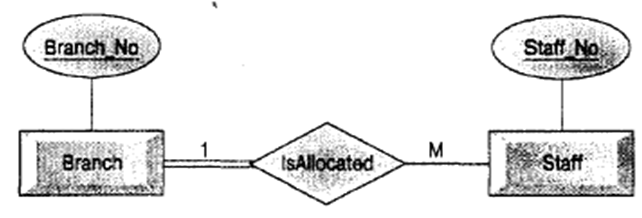 Branch_No
Staff_No
Branch
1
IsAllocated
M
Staff